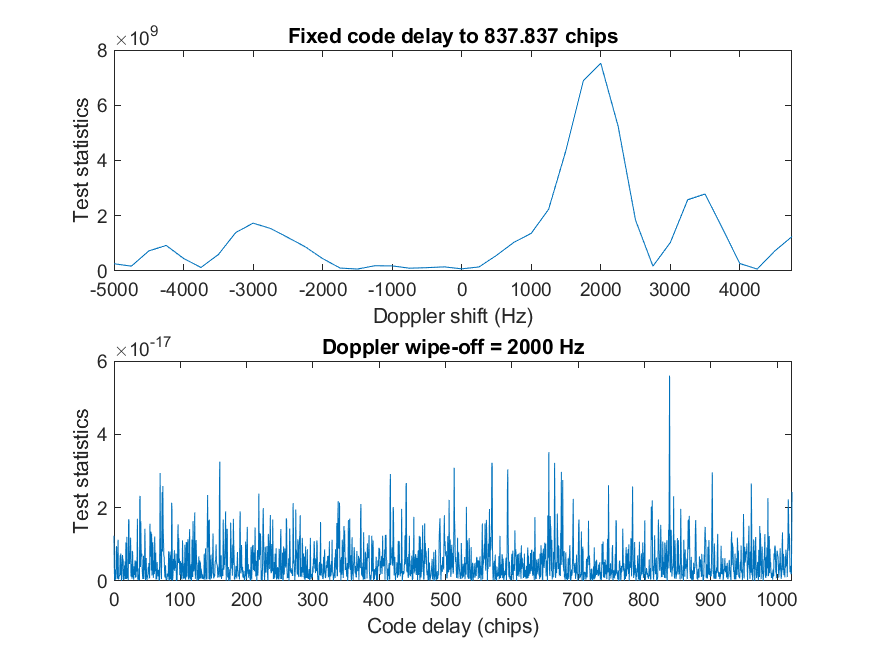 ×10^9
Fixed code delay to 837.837 chips
8
6
4
2
0
Test statistics
-5000 -4000 -3000 -2000 -1000 0 1000 2000 3000 4000
Doppler shift (Hz)
×10^-17
Doppler wipe-off = 2000 Hz
6
4
2
0
Test statistics
0 100 200 300 400 500 600 700 800 900 1000
Code delay (chips)